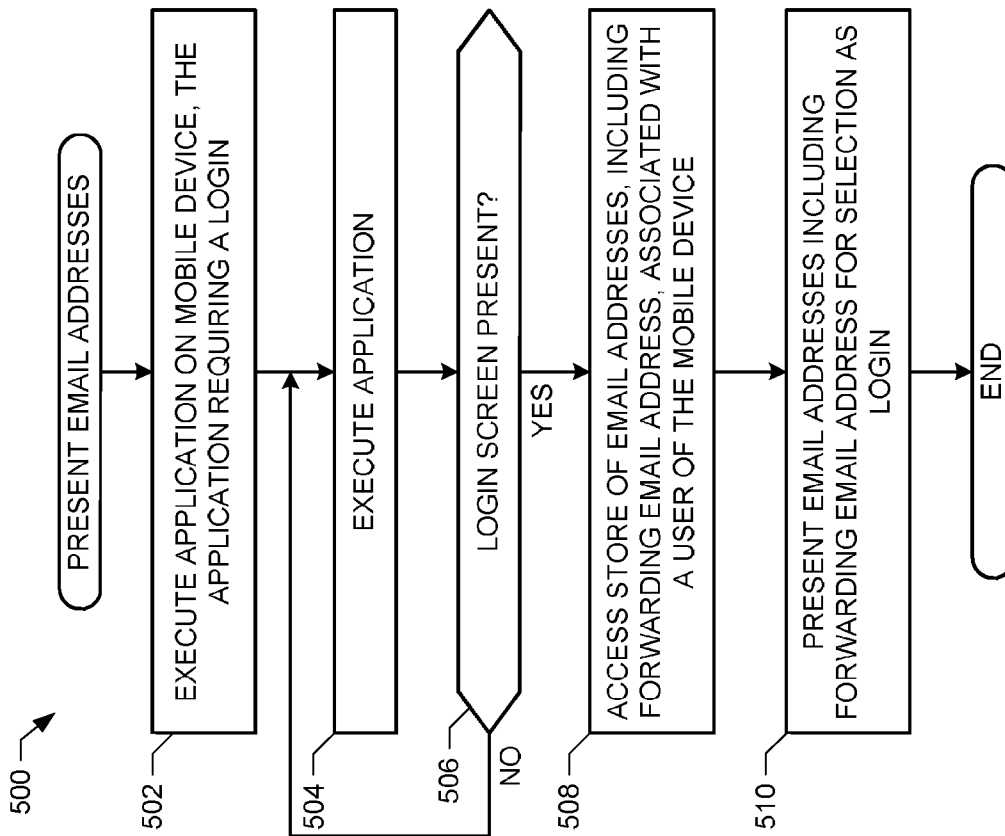 500
PRESENT EMAIL ADDRESSES
502
EXECUTE APPLICATION ON MOBILE DEVICE, THE
APPLICATION REQUIRING A LOGIN
504
EXECUTE APPLICATION
506
LOGIN SCREEN PRESENT?
NO
YES
508
ACCESS STORE OF EMAIL ADDRESSES, INCLUDING
FORWARDING EMAIL ADDRESS, ASSOCIATED WITH
A USER OF THE MOBILE DEVICE
510
PRESENT EMAIL ADDRESSES INCLUDING
FORWARDING EMAIL ADDRESS FOR SELECTION AS
LOGIN
END